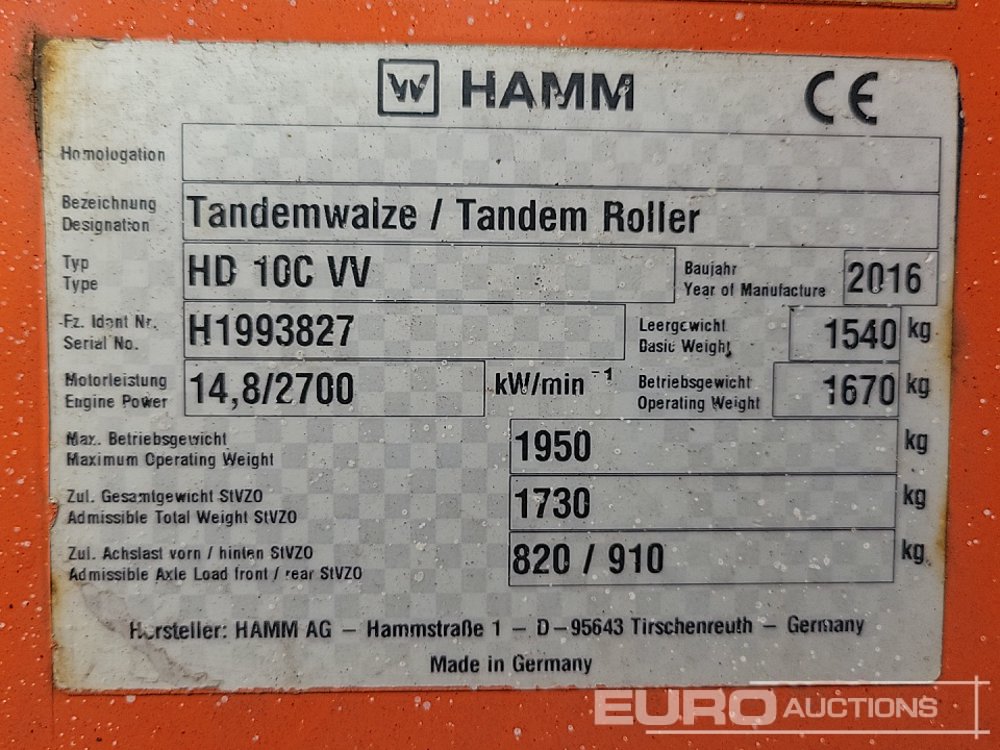 HAMM CE
Homologation
Bezeichnung
Designation
Tandemwalze / Tandem Roller
Typ
Type
HD 10C VV
Baujahr
Year of Manufacture
2016
Fz. Ident Nr.
Serial No.
H1993827
Leergewicht
Basic Weight
1540 kg
Motorleistung
Engine Power
14,8/2700 kW/min⁻¹
Betriebsgewicht
Operating Weight
1670 kg
Max. Betriebsgewicht
Maximum Operating Weight
1950 kg
Zul. Gesamtgewicht StVZO
Admissible Total Weight StVZO
1730 kg
Zul. Achslast vorn / hinten StVZO
Admissible Axle Load front / rear StVZO
820 / 910 kg
Hersteller: HAMM AG – Hammstraße 1 – D–95643 Tirschenreuth – Germany
Made in Germany
EURO AUCTIONS